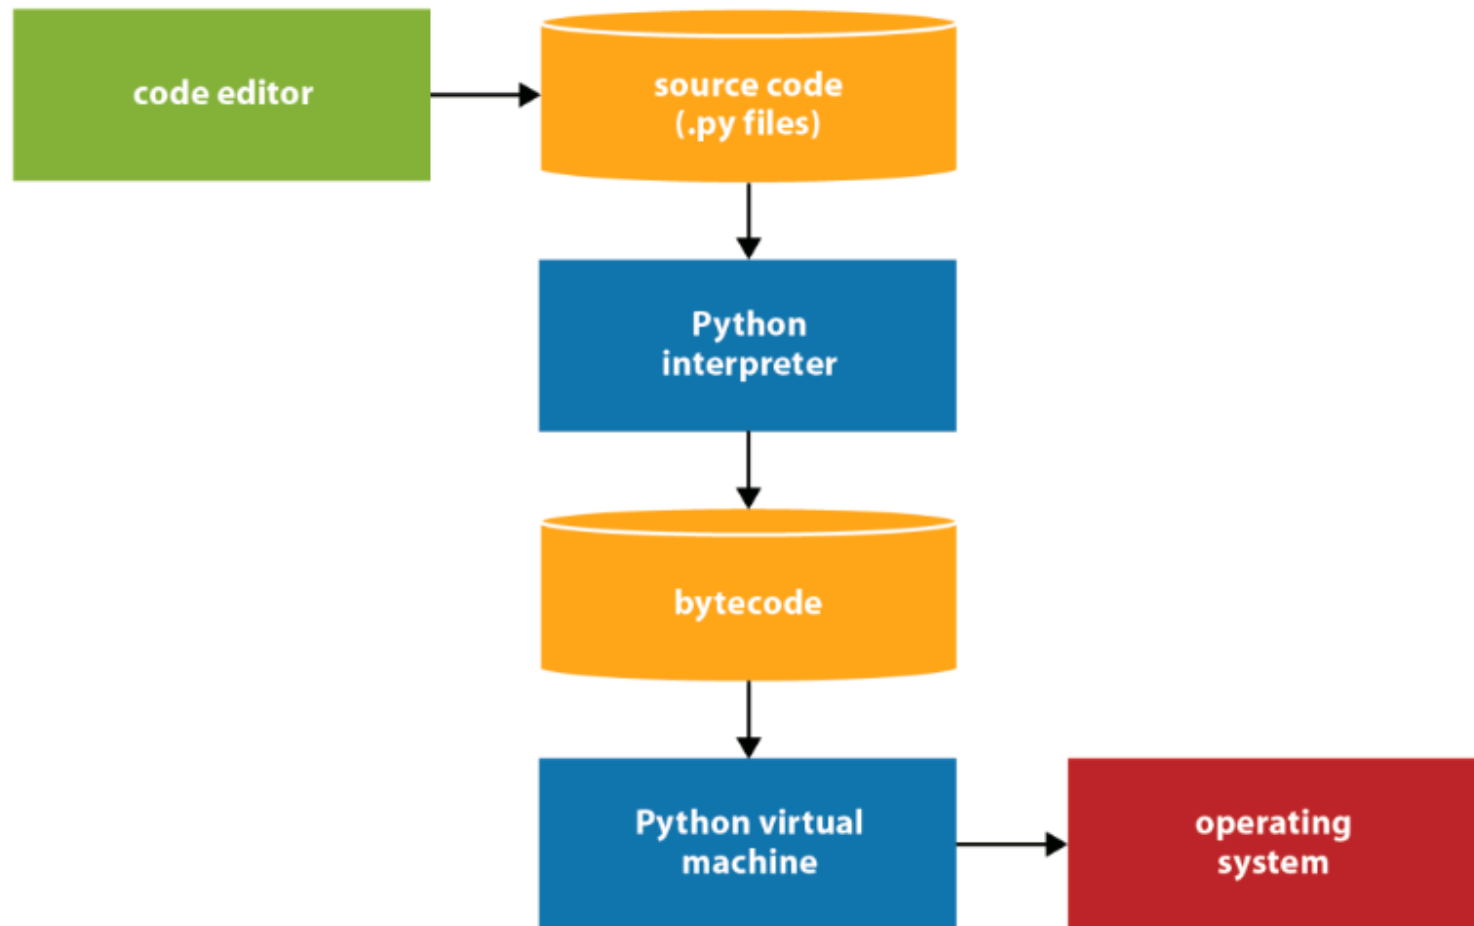 code editor
source code
(.py files)
Python
interpreter
bytecode
Python virtual
machine
operating
system